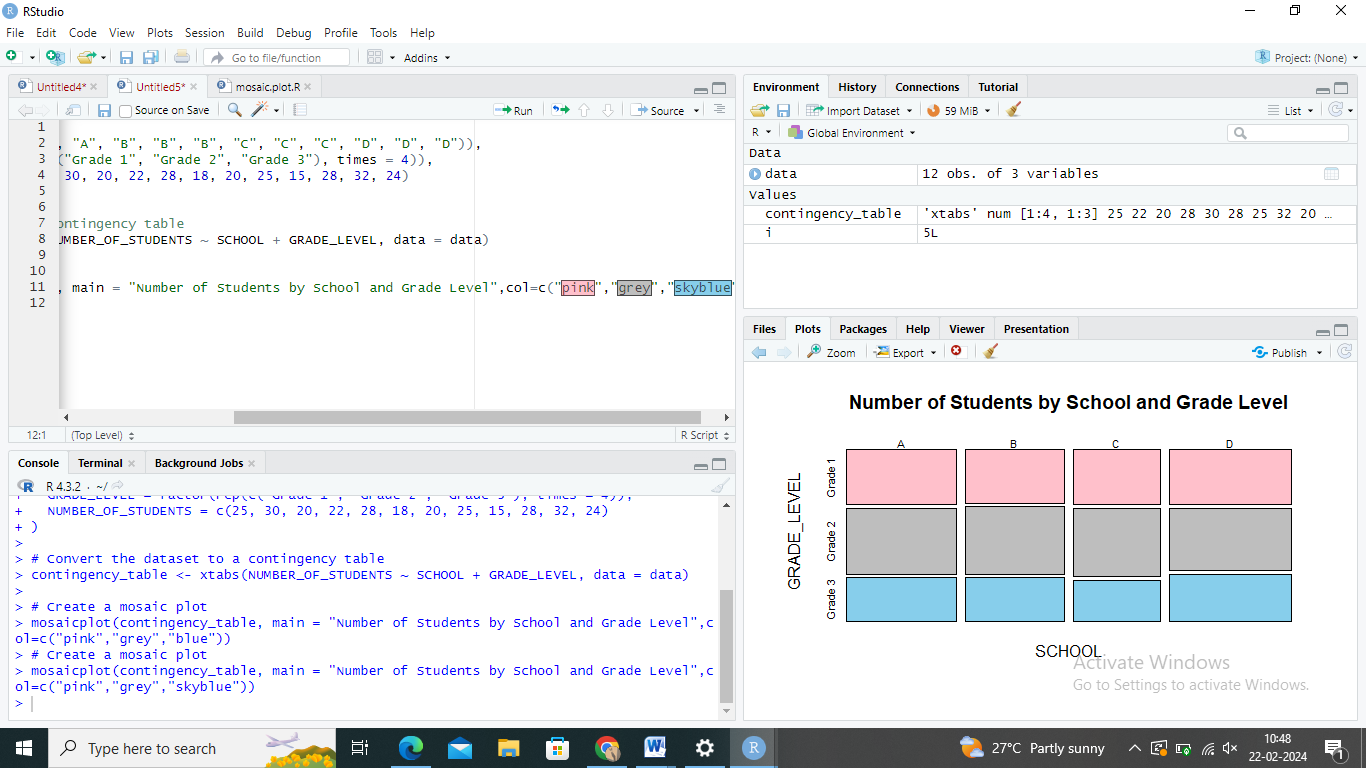 RStudio
File Edit Code View Plots Session Build Debug Profile Tools Help
Go to file/function Addins Project: (None)
Untitled4* Untitled5* mosaic.plot.R
Source on Save Run Source
1
2 , "A", "B", "B", "B", "C", "C", "C", "D", "D", "D")),
3 ("Grade 1", "Grade 2", "Grade 3"), times = 4)),
4 30, 20, 22, 28, 18, 20, 25, 15, 28, 32, 24)
5
6
7 ontingency table
8 UMBER_OF_STUDENTS ~ SCHOOL + GRADE_LEVEL, data = data)
9
10
11 , main = "Number of Students by School and Grade Level",col=c("pink","grey","skyblue"
12
12:1 (Top Level) R Script
Console Terminal Background Jobs
R 4.3.2 · ~/
+ GRADE_LEVEL = factor(rep(c("Grade 1", "Grade 2", "Grade 3"), times = 4)),
+ NUMBER_OF_STUDENTS = c(25, 30, 20, 22, 28, 18, 20, 25, 15, 28, 32, 24)
+ )
>
> # Convert the dataset to a contingency table
> contingency_table <- xtabs(NUMBER_OF_STUDENTS ~ SCHOOL + GRADE_LEVEL, data = data)
>
> # Create a mosaic plot
> mosaicplot(contingency_table, main = "Number of Students by School and Grade Level",c
ol=c("pink","grey","blue"))
> # Create a mosaic plot
> mosaicplot(contingency_table, main = "Number of Students by School and Grade Level",c
ol=c("pink","grey","skyblue"))
>
Environment History Connections Tutorial
Import Dataset 59 MiB List
R Global Environment
Data
data 12 obs. of 3 variables
Values
contingency_table 'xtabs' num [1:4, 1:3] 25 22 20 28 30 28 25 32 20 …
i 5L
Files Plots Packages Help Viewer Presentation
Zoom Export Publish
Number of Students by School and Grade Level
A B C D
GRADE_LEVEL
Grade 1
Grade 2
Grade 3
SCHOOL
Activate Windows
Go to Settings to activate Windows.
Type here to search
27°C Partly sunny
10:48
22-02-2024
1